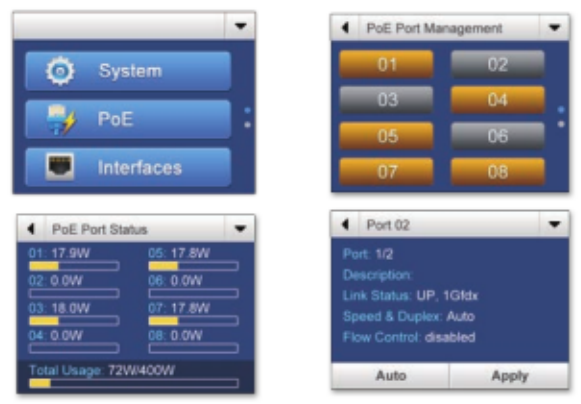 System
PoE
Interfaces
PoE Port Management
01 02
03 04
05 06
07 08
PoE Port Status
01: 17.9W 05: 17.8W
02: 0.0W 06: 0.0W
03: 18.0W 07: 17.8W
04: 0.0W 08: 0.0W
Total Usage: 72W/400W
Port 02
Port: 1/2
Description:
Link Status: UP, 1Gfdx
Speed & Duplex: Auto
Flow Control: disabled
Auto Apply